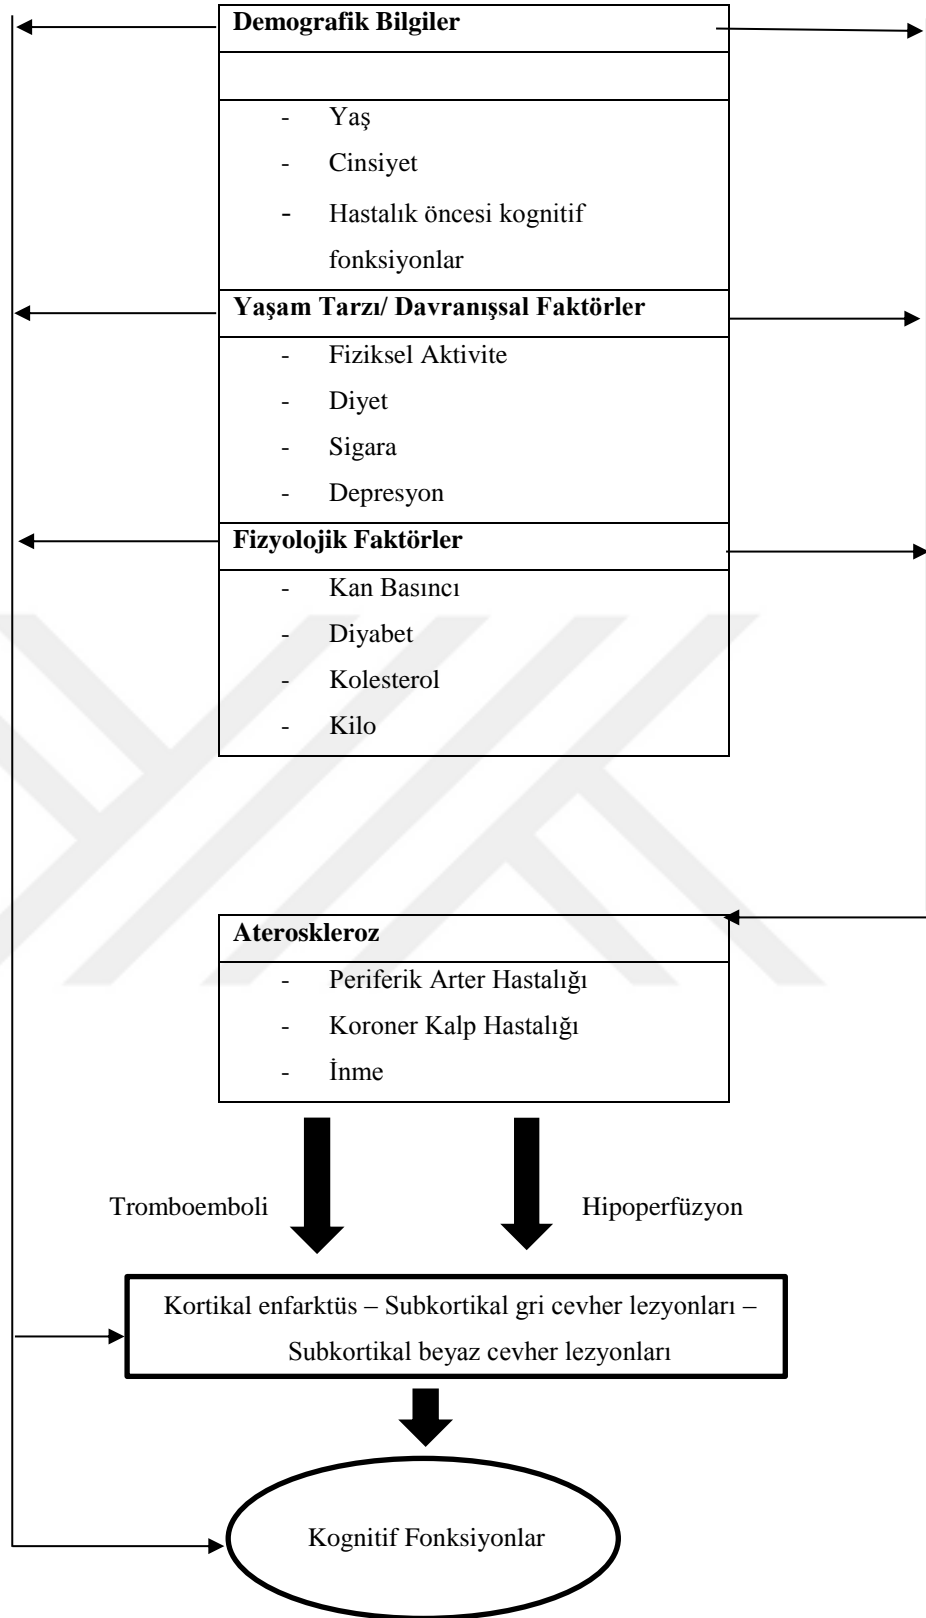 Demografik Bilgiler
- Yaş
- Cinsiyet
- Hastalık öncesi kognitif
fonksiyonlar
Yaşam Tarzı/ Davranışsal Faktörler
- Fiziksel Aktivite
- Diyet
- Sigara
- Depresyon
Fizyolojik Faktörler
- Kan Basıncı
- Diyabet
- Kolesterol
- Kilo
Ateroskleroz
- Periferik Arter Hastalığı
- Koroner Kalp Hastalığı
- İnme
Tromboemboli
Hipoperfüzyon
Kortikal enfarktüs – Subkortikal gri cevher lezyonları –
Subkortikal beyaz cevher lezyonları
Kognitif Fonksiyonlar